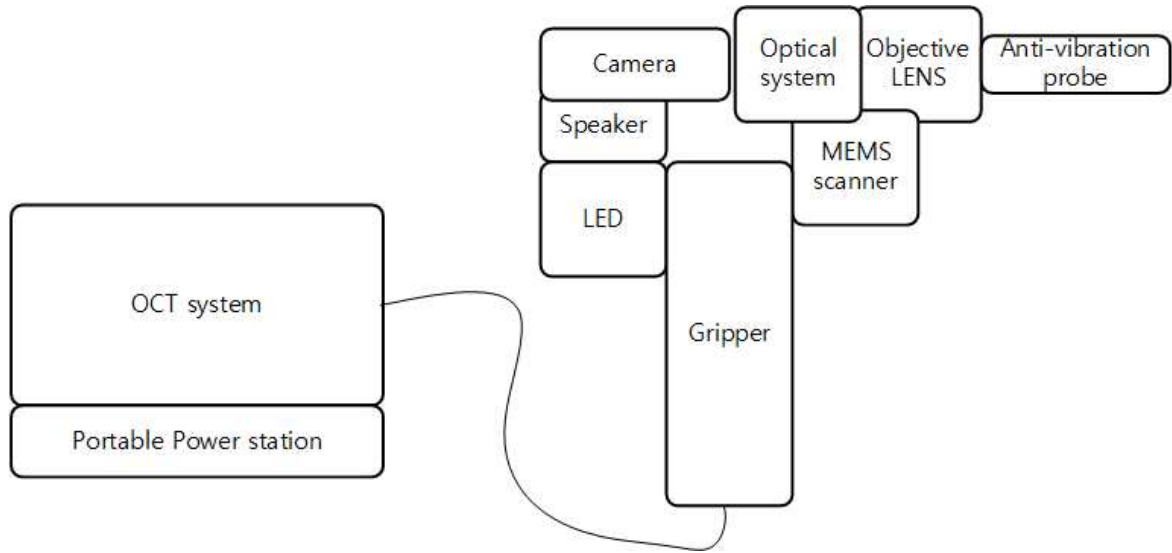 Camera
Optical
system
Objective
LENS
Anti-vibration
probe
Speaker
MEMS
scanner
LED
OCT system
Gripper
Portable Power station